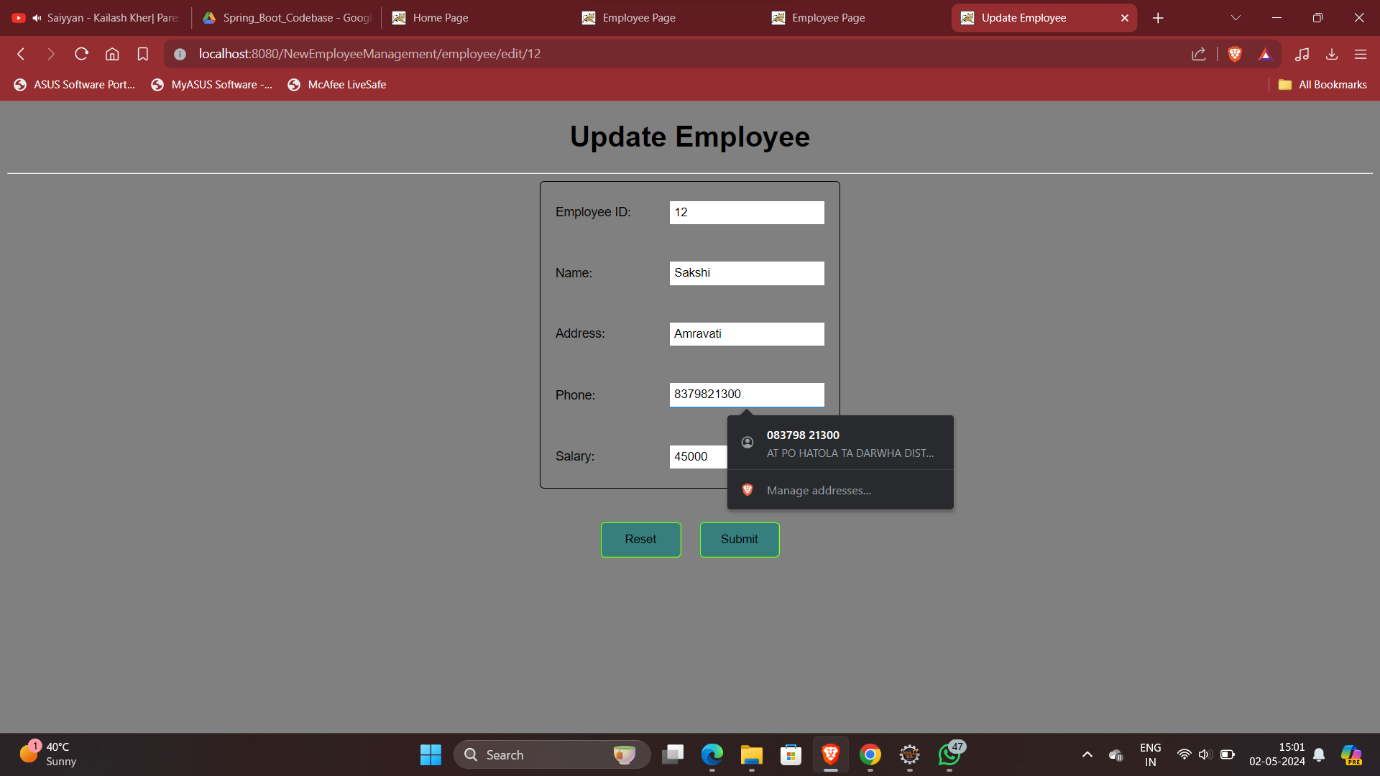 Saiyyan - Kailash Kher| Pare
Spring_Boot_Codebase - Goog
Home Page
Employee Page
Employee Page
Update Employee
localhost:8080/NewEmployeeManagement/employee/edit/12
ASUS Software Port...
MyASUS Software -...
McAfee LiveSafe
All Bookmarks
Update Employee
Employee ID: 12
Name: Sakshi
Address: Amravati
Phone: 8379821300
083798 21300
AT PO HATOLA TA DARWHA DIST...
Salary: 45000
Manage addresses...
Reset Submit
1
40°C
Sunny
Search
47
ENG
IN
15:01
02-05-2024
PRE